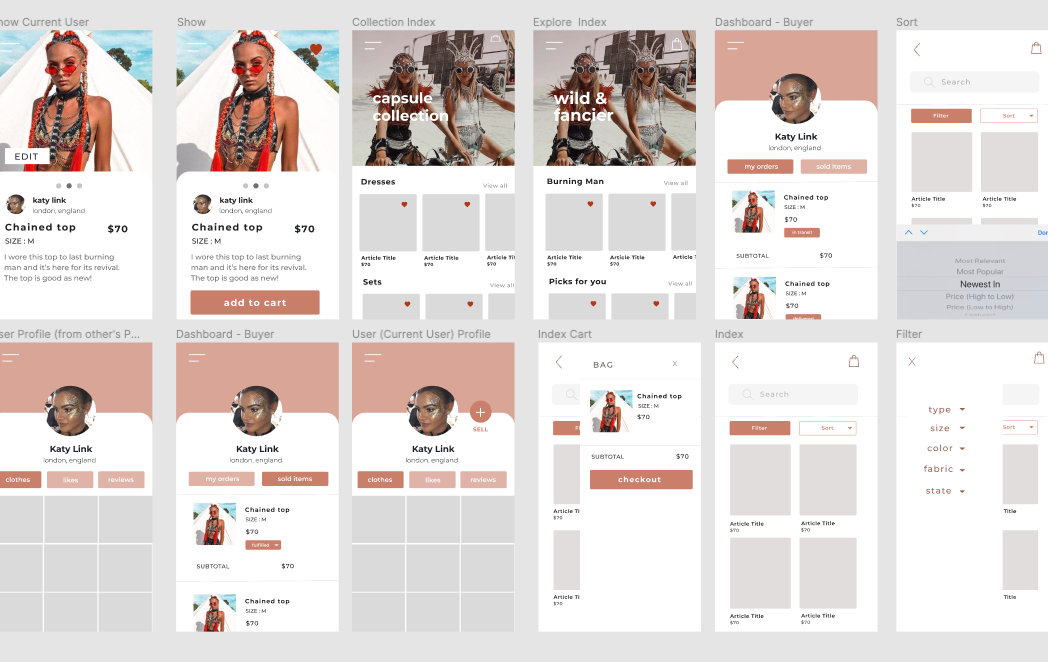 how Current User
EDIT
katy link
london, england
Chained top
$70
SIZE : M
I wore this top to last burning
man and it's here for its revival.
The top is good as new!
Show
katy link
london, england
Chained top
$70
SIZE : M
I wore this top to last burning
man and it's here for its revival.
The top is good as new!
add to cart
Collection Index
capsule
collection
Dresses
View all
Article Title
Article Title
Article Ti
$70
$70
$70
Sets
View all
Explore Index
wild &
fancier
Burning Man
View all
Article Title
Article Title
Article T
$70
$70
$70
Picks for you
View all
Dashboard - Buyer
Katy Link
london, england
my orders
sold items
Chained top
SIZE : M
$70
in transit
SUBTOTAL
$70
Chained top
SIZE : M
$70
Sort
Search
Filter
Sort
Article Title
$70
Article Title
$70
Don
Most Relevant
Most Popular
Newest In
Price (High to Low)
Price (Low to High)
ser Profile (from other's P...
Katy Link
london, england
clothes
likes
reviews
Dashboard - Buyer
Katy Link
london, england
my orders
sold items
Chained top
SIZE : M
$70
fulfilled
SUBTOTAL
$70
Chained top
SIZE : M
$70
User (Current User) Profile
SELL
Katy Link
london, england
clothes
likes
reviews
Index Cart
BAG
X
Chained top
SIZE : M
$70
SUBTOTAL
$70
checkout
Fi
Article Ti
$70
Article Ti
$70
Index
Search
Filter
Sort
Article Title
$70
Article Title
$70
Article Title
$70
Article Title
$70
Filter
X
type
size
color
fabric
state
Sort
Title
Title